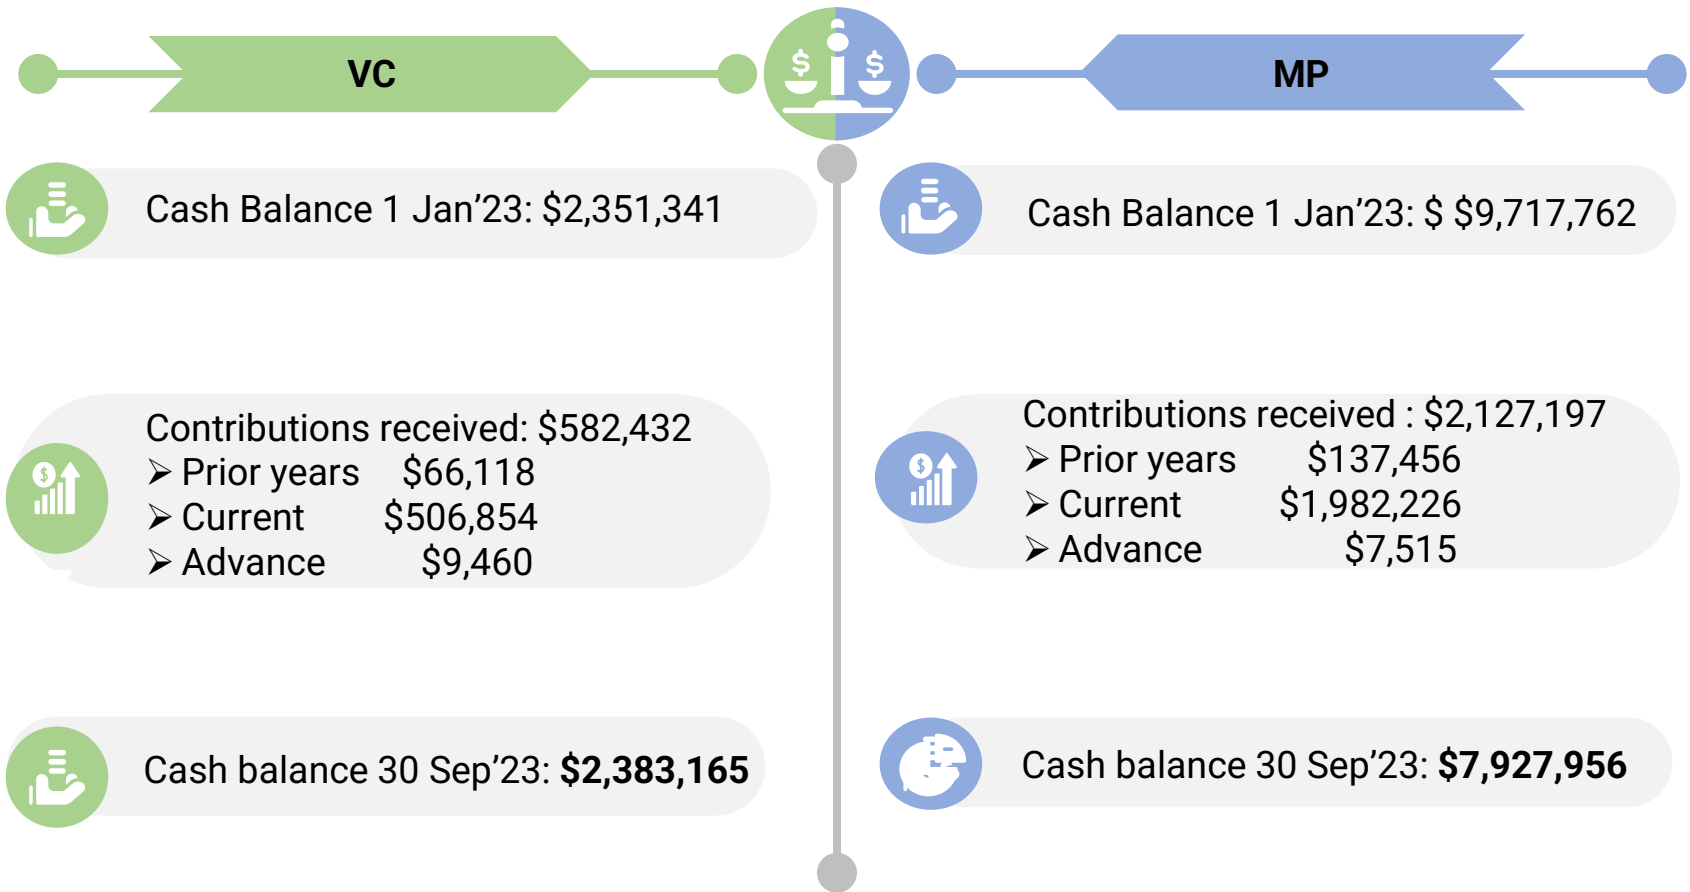 VC
Cash Balance 1 Jan’23: $2,351,341
Contributions received: $582,432
➢ Prior years $66,118
➢ Current $506,854
➢ Advance $9,460
Cash balance 30 Sep’23: $2,383,165
MP
Cash Balance 1 Jan’23: $ $9,717,762
Contributions received : $2,127,197
➢ Prior years $137,456
➢ Current $1,982,226
➢ Advance $7,515
Cash balance 30 Sep’23: $7,927,956